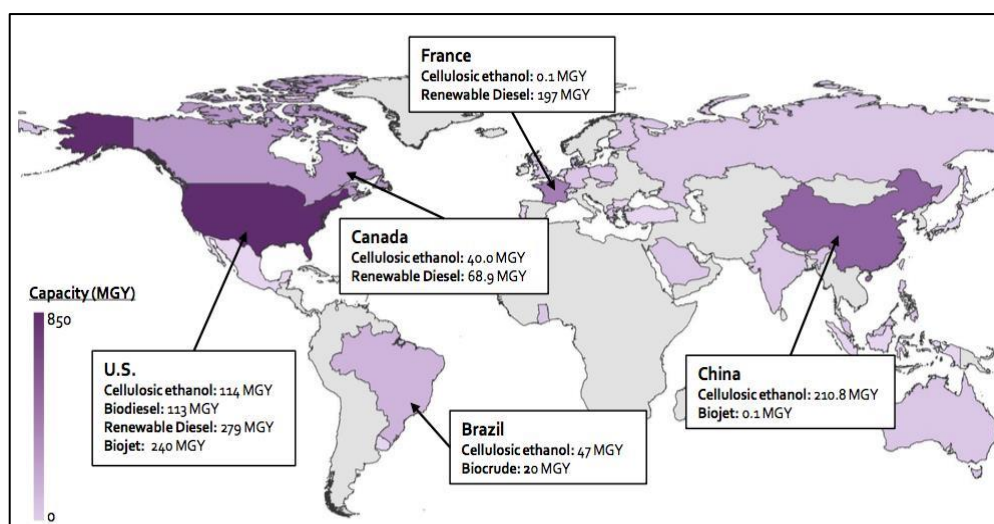 France
Cellulosic ethanol: 0.1 MGY
Renewable Diesel: 197 MGY
Canada
Cellulosic ethanol: 40.0 MGY
Renewable Diesel: 68.9 MGY
Capacity (MGY)
850
0
U.S.
Cellulosic ethanol: 114 MGY
Biodiesel: 113 MGY
Renewable Diesel: 279 MGY
Biojet: 240 MGY
Brazil
Cellulosic ethanol: 47 MGY
Biocrude: 20 MGY
China
Cellulosic ethanol: 210.8 MGY
Biojet: 0.1 MGY